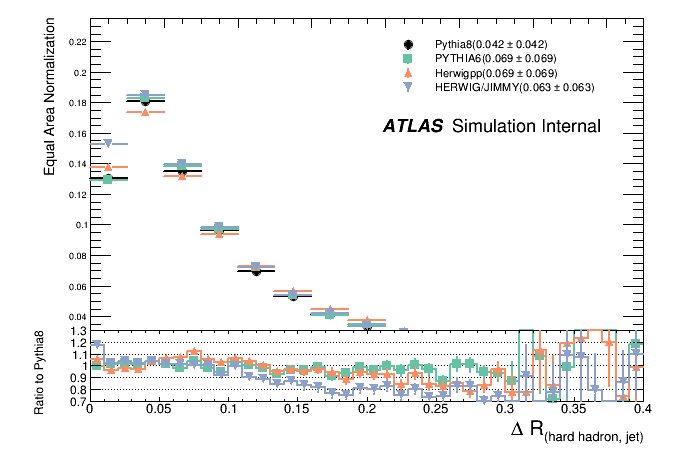 Equal Area Normalization
0.22
0.2
0.18
0.16
0.14
0.12
0.1
0.08
0.06
0.04
Pythia8(0.042 ± 0.042)
PYTHIA6(0.069 ± 0.069)
Herwigpp(0.069 ± 0.069)
HERWIG/JIMMY(0.063 ± 0.063)
ATLAS Simulation Internal
Ratio to Pythia8
1.3
1.2
1.1
1
0.9
0.8
0.7
0 0.05 0.1 0.15 0.2 0.25 0.3 0.35 0.4
Δ R(hard hadron, jet)